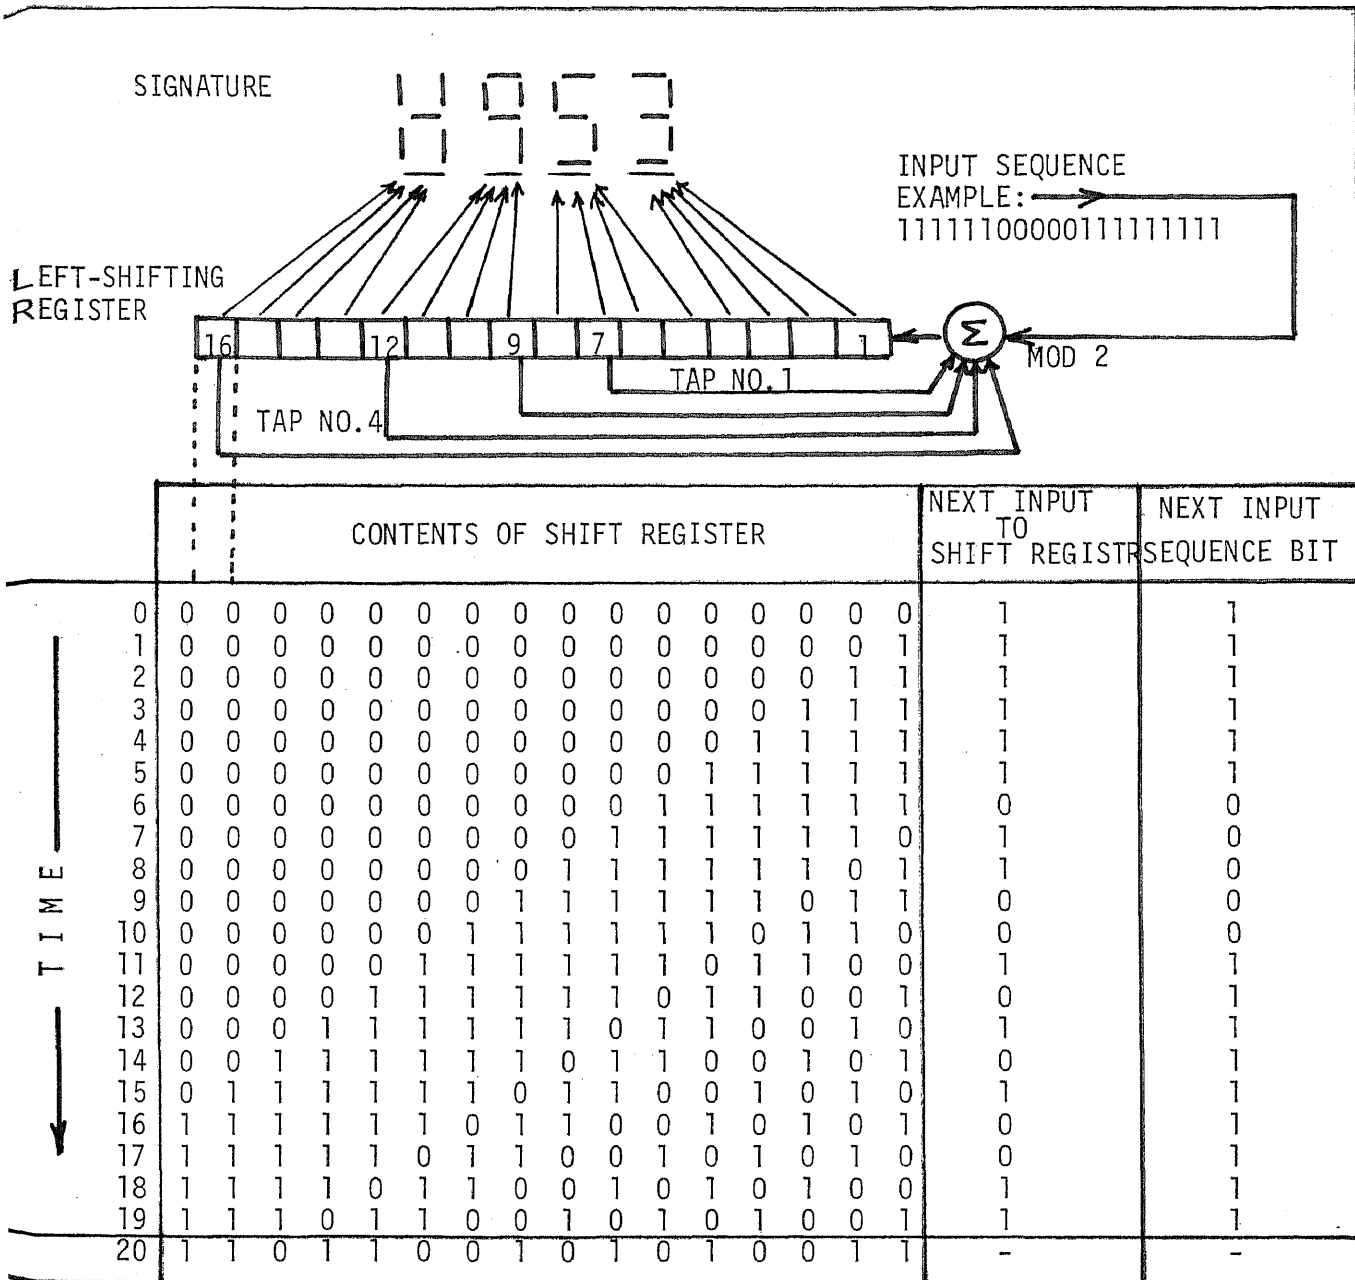 SIGNATURE H953
INPUT SEQUENCE
EXAMPLE:
11111100000111111111
LEFT-SHIFTING
REGISTER
16 12 9 7 1
Σ
MOD 2
TAP NO.1
TAP NO.4
CONTENTS OF SHIFT REGISTER
NEXT INPUT
TO
SHIFT REGISTR
NEXT INPUT
SEQUENCE BIT
TIME
0 0 0 0 0 0 0 0 0 0 0 0 0 0 0 0 0 1 1
1 0 0 0 0 0 0 0 0 0 0 0 0 0 0 0 1 1 1
2 0 0 0 0 0 0 0 0 0 0 0 0 0 0 1 1 1 1
3 0 0 0 0 0 0 0 0 0 0 0 0 0 1 1 1 1 1
4 0 0 0 0 0 0 0 0 0 0 0 0 1 1 1 1 1 1
5 0 0 0 0 0 0 0 0 0 0 0 1 1 1 1 1 1 1
6 0 0 0 0 0 0 0 0 0 0 1 1 1 1 1 1 0 0
7 0 0 0 0 0 0 0 0 0 1 1 1 1 1 1 0 1 0
8 0 0 0 0 0 0 0 0 1 1 1 1 1 1 0 1 1 0
9 0 0 0 0 0 0 0 1 1 1 1 1 1 0 1 1 0 0
10 0 0 0 0 0 0 1 1 1 1 1 1 0 1 1 0 0 0
11 0 0 0 0 0 1 1 1 1 1 1 0 1 1 0 0 1 1
12 0 0 0 0 1 1 1 1 1 1 0 1 1 0 0 1 0 1
13 0 0 0 1 1 1 1 1 1 0 1 1 0 0 1 0 1 1
14 0 0 1 1 1 1 1 1 0 1 1 0 0 1 0 1 0 1
15 0 1 1 1 1 1 1 0 1 1 0 0 1 0 1 0 1 1
16 1 1 1 1 1 1 0 1 1 0 0 1 0 1 0 1 0 1
17 1 1 1 1 1 0 1 1 0 0 1 0 1 0 1 0 0 1
18 1 1 1 1 0 1 1 0 0 1 0 1 0 1 0 0 1 1
19 1 1 1 0 1 1 0 0 1 0 1 0 1 0 0 1 1 1
20 1 1 0 1 1 0 0 1 0 1 0 1 0 0 1 1 - -